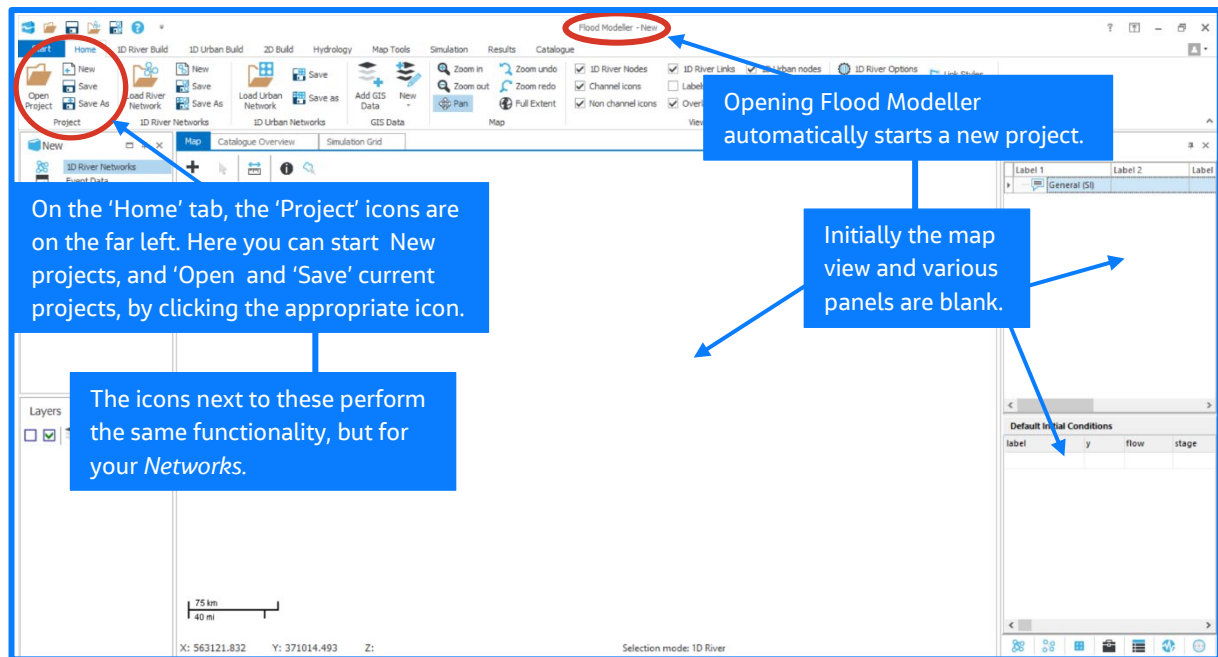 Flood Modeller - New
?
Start Home 1D River Build 1D Urban Build 2D Build Hydrology Map Tools Simulation Results Catalogue
Open Project
New
Save
Save As
Project
Load River Network
New
Save
Save As
1D River Networks
Load Urban Network
Save
Save as
1D Urban Networks
Add GIS Data
New
GIS Data
Zoom in
Zoom out
Pan
Zoom undo
Zoom redo
Full Extent
Map
1D River Nodes
Channel icons
Non channel icons
1D River Links
Labels
1D Urban nodes
1D River Options
Link Styles
Opening Flood Modeller
automatically starts a new project.
New
Map Catalogue Overview Simulation Grid
1D River Networks
Event Data
Label 1 Label 2 Label
General (SI)
On the ‘Home’ tab, the ‘Project’ icons are
on the far left. Here you can start New
projects, and ‘Open and ‘Save’ current
projects, by clicking the appropriate icon.
Initially the map
view and various
panels are blank.
The icons next to these perform
the same functionality, but for
your Networks.
Layers
Default Initial Conditions
label y flow stage
75 km
40 mi
X: 563121.832 Y: 371014.493 Z: Selection mode: 1D River